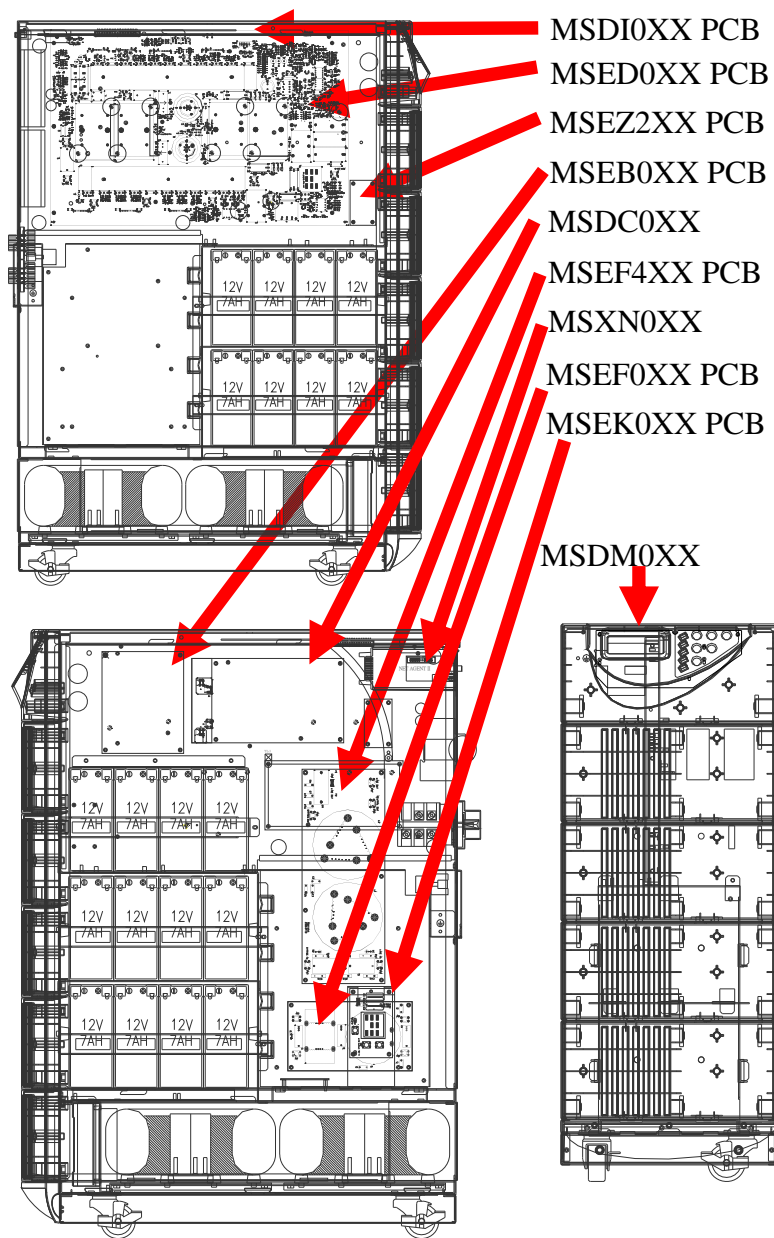 MSDI0XX PCB
MSED0XX PCB
MSEZ2XX PCB
MSEB0XX PCB
MSDC0XX
MSEF4XX PCB
MSXN0XX
MSEF0XX PCB
MSEK0XX PCB
MSDM0XX
12V 12V 12V 12V
7AH 7AH 7AH 7AH
12V 12V 12V 12V
7AH 7AH 7AH 7AH
NET AGENT II
12V 12V 12V 12V
7AH 7AH 7AH 7AH
12V 12V 12V 12V
7AH 7AH 7AH 7AH
12V 12V 12V 12V
7AH 7AH 7AH 7AH